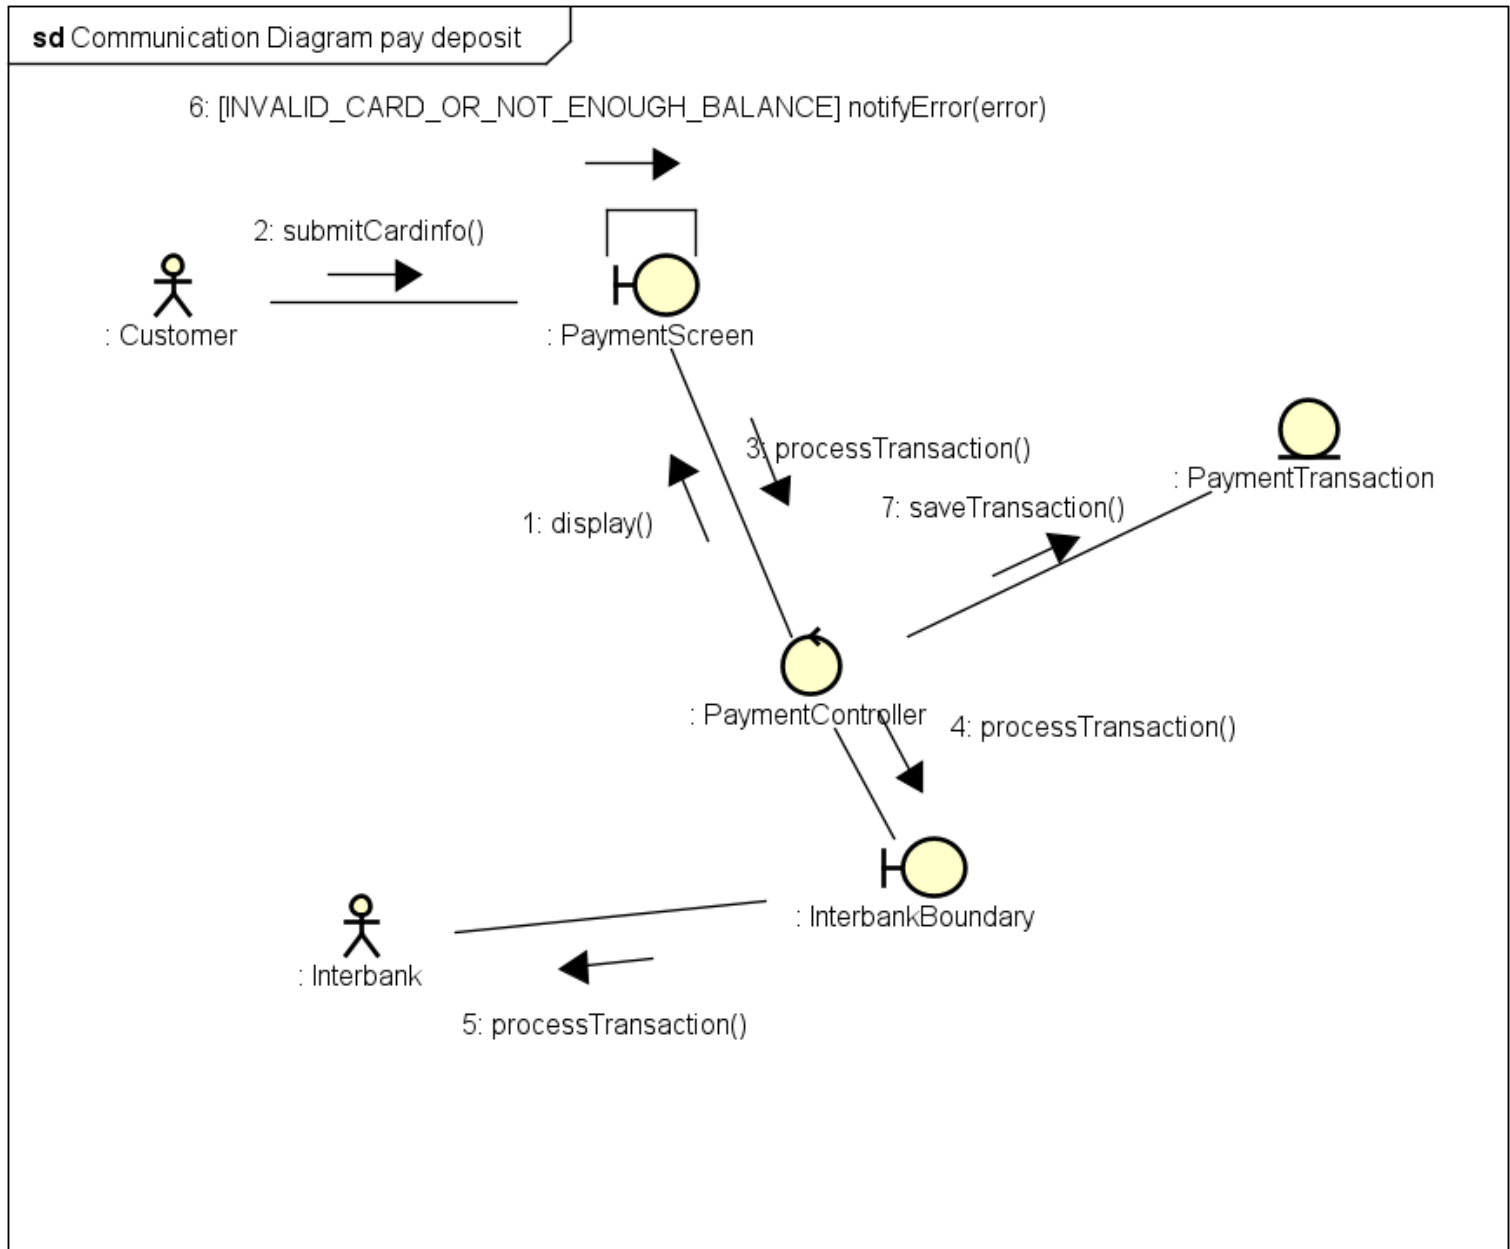 sd Communication Diagram pay deposit
6: [INVALID_CARD_OR_NOT_ENOUGH_BALANCE] notifyError(error)
2: submitCardinfo()
: Customer
: PaymentScreen
3: processTransaction()
: PaymentTransaction
7: saveTransaction()
1: display()
: PaymentController
4: processTransaction()
: InterbankBoundary
: Interbank
5: processTransaction()